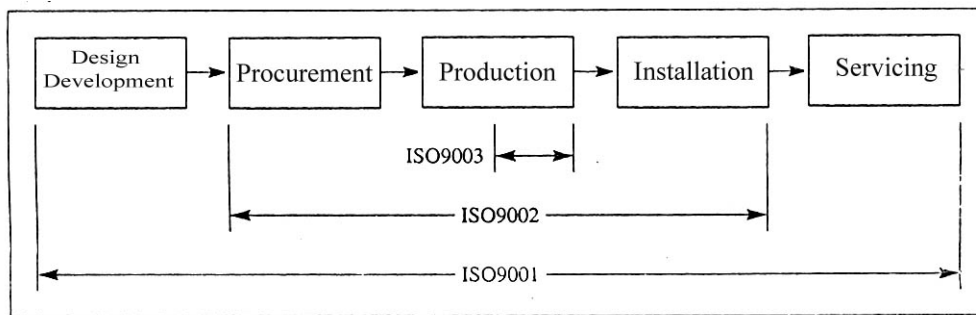 Design
Development
Procurement
Production
Installation
Servicing
ISO9003
ISO9002
ISO9001